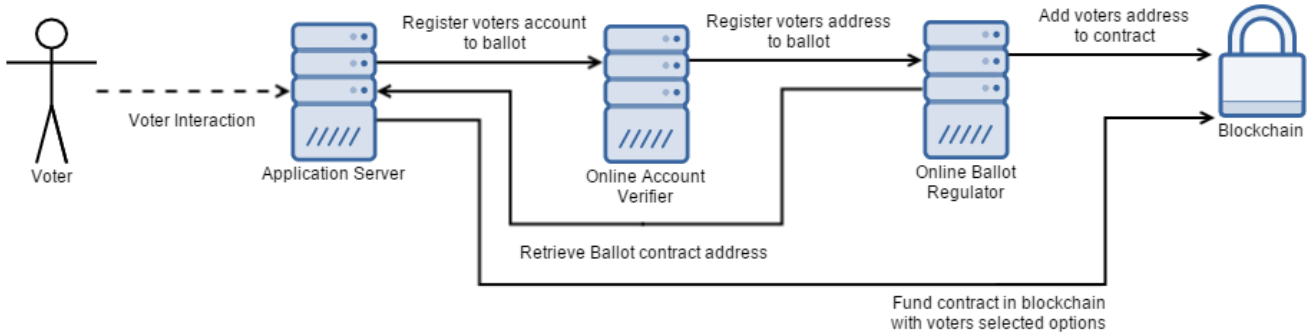 Register voters account
to ballot
Register voters address
to ballot
Add voters address
to contract
Voter Interaction
Voter
Application Server
Online Account
Verifier
Online Ballot
Regulator
Blockchain
Retrieve Ballot contract address
Fund contract in blockchain
with voters selected options